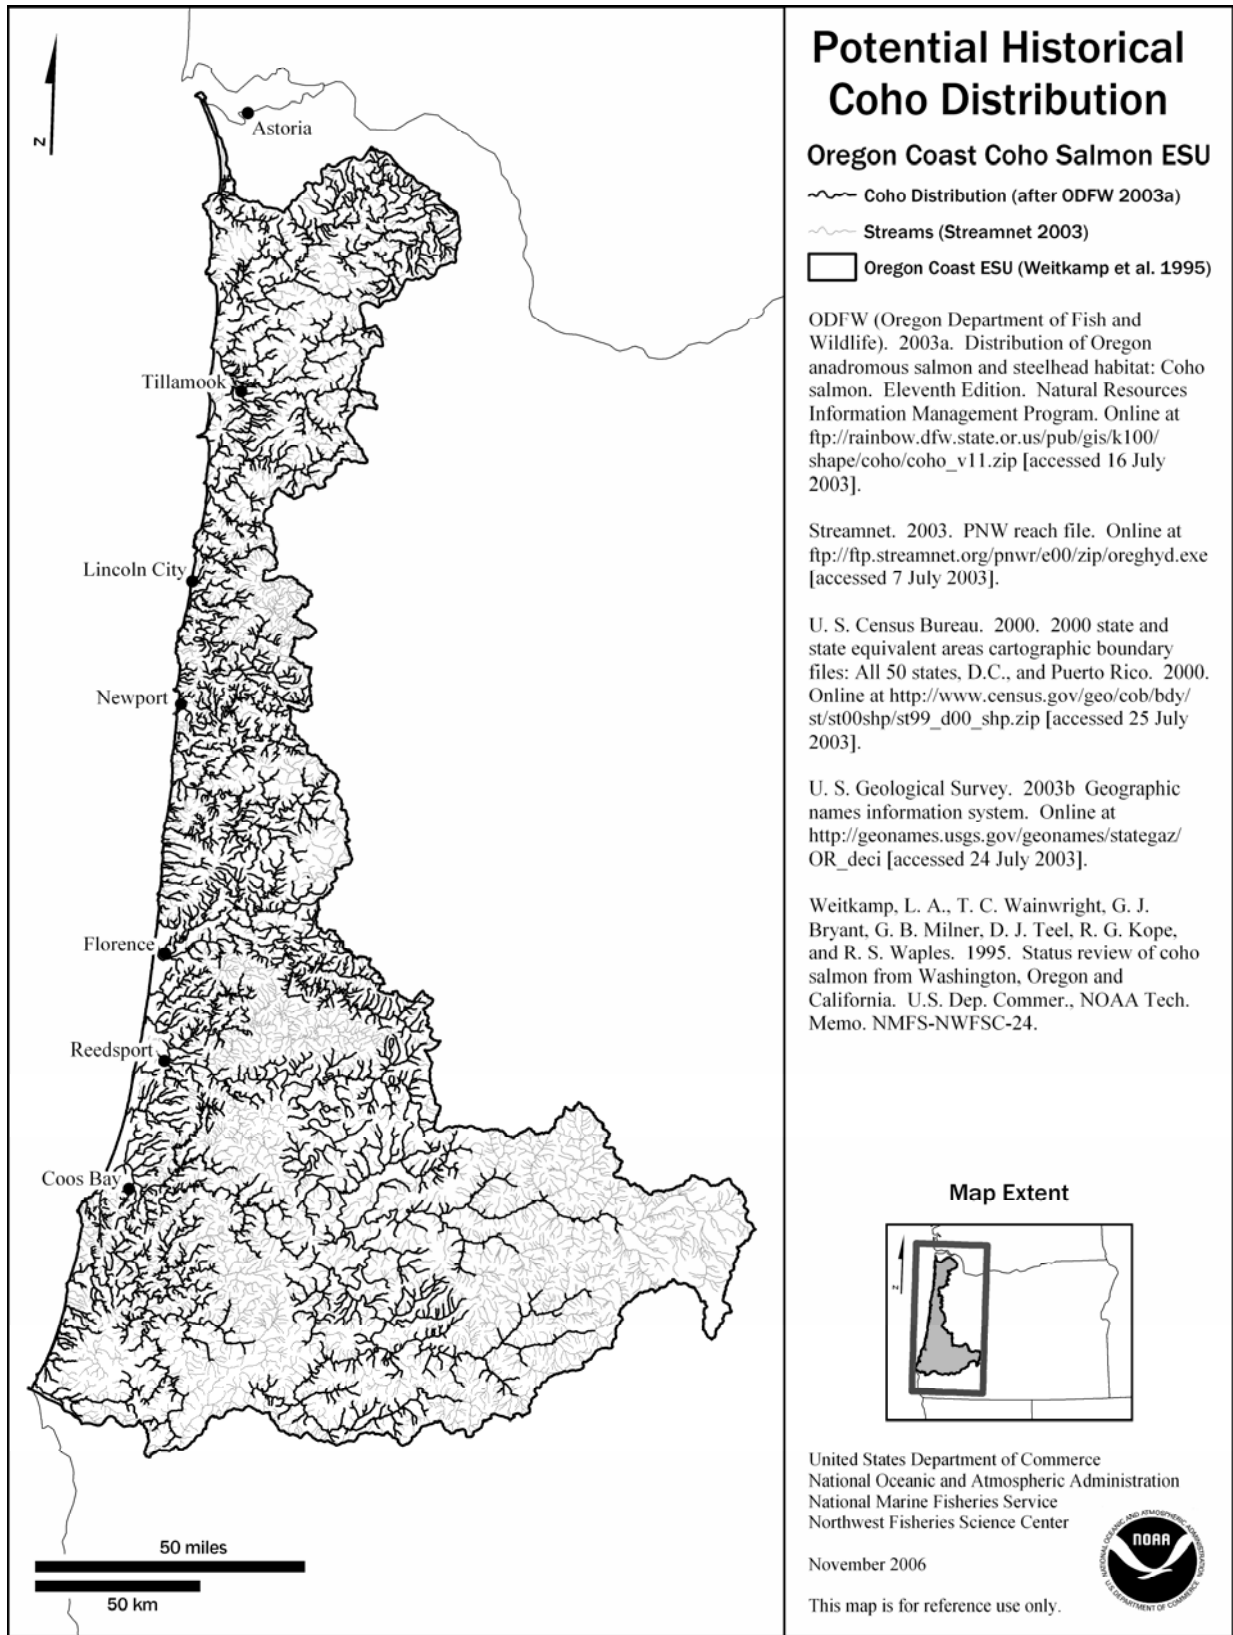 Potential Historical
Coho Distribution
Oregon Coast Coho Salmon ESU
Coho Distribution (after ODFW 2003a)
Streams (Streamnet 2003)
Oregon Coast ESU (Weitkamp et al. 1995)
ODFW (Oregon Department of Fish and
Wildlife). 2003a. Distribution of Oregon
anadromous salmon and steelhead habitat: Coho
salmon. Eleventh Edition. Natural Resources
Information Management Program. Online at
ftp://rainbow.dfw.state.or.us/pub/gis/k100/
shape/coho/coho_v11.zip [accessed 16 July
2003].
Streamnet. 2003. PNW reach file. Online at
ftp://ftp.streamnet.org/pnwr/e00/zip/oreghyd.exe
[accessed 7 July 2003].
U. S. Census Bureau. 2000. 2000 state and
state equivalent areas cartographic boundary
files: All 50 states, D.C., and Puerto Rico. 2000.
Online at http://www.census.gov/geo/cob/bdy/
st/st00shp/st99_d00_shp.zip [accessed 25 July
2003].
U. S. Geological Survey. 2003b Geographic
names information system. Online at
http://geonames.usgs.gov/geonames/stategaz/
OR_deci [accessed 24 July 2003].
Weitkamp, L. A., T. C. Wainwright, G. J.
Bryant, G. B. Milner, D. J. Teel, R. G. Kope,
and R. S. Waples. 1995. Status review of coho
salmon from Washington, Oregon and
California. U.S. Dep. Commer., NOAA Tech.
Memo. NMFS-NWFSC-24.
Map Extent
N
United States Department of Commerce
National Oceanic and Atmospheric Administration
National Marine Fisheries Service
Northwest Fisheries Science Center
November 2006
This map is for reference use only.
NATIONAL OCEANIC AND ATMOSPHERIC ADMINISTRATION
NOAA
U.S. DEPARTMENT OF COMMERCE
N
Astoria
Tillamook
Lincoln City
Newport
Florence
Reedsport
Coos Bay
50 miles
50 km